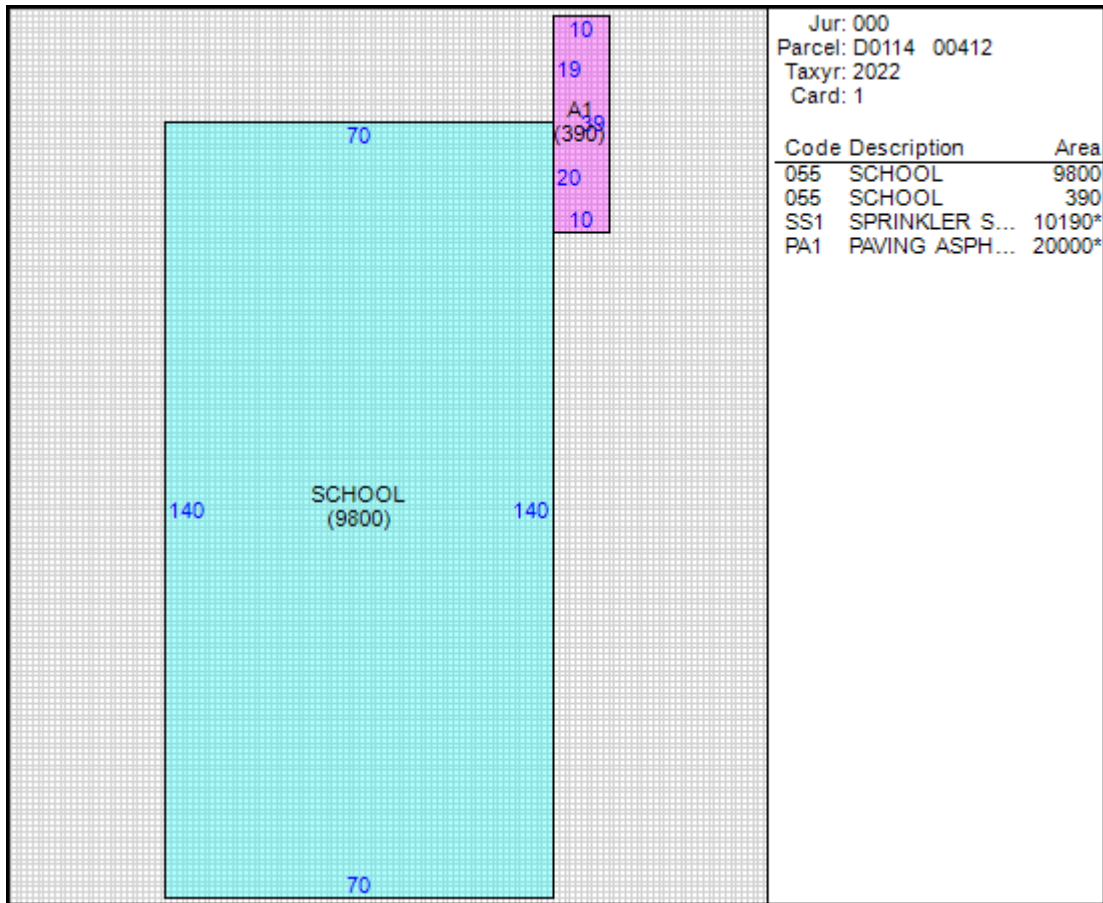 10
19
A1
39
(390)
20
10
70
140
SCHOOL
(9800)
140
70
Jur: 000
Parcel: D0114 00412
Taxyr: 2022
Card: 1
Code Description Area
055 SCHOOL 9800
055 SCHOOL 390
SS1 SPRINKLER S... 10190*
PA1 PAVING ASPH... 20000*